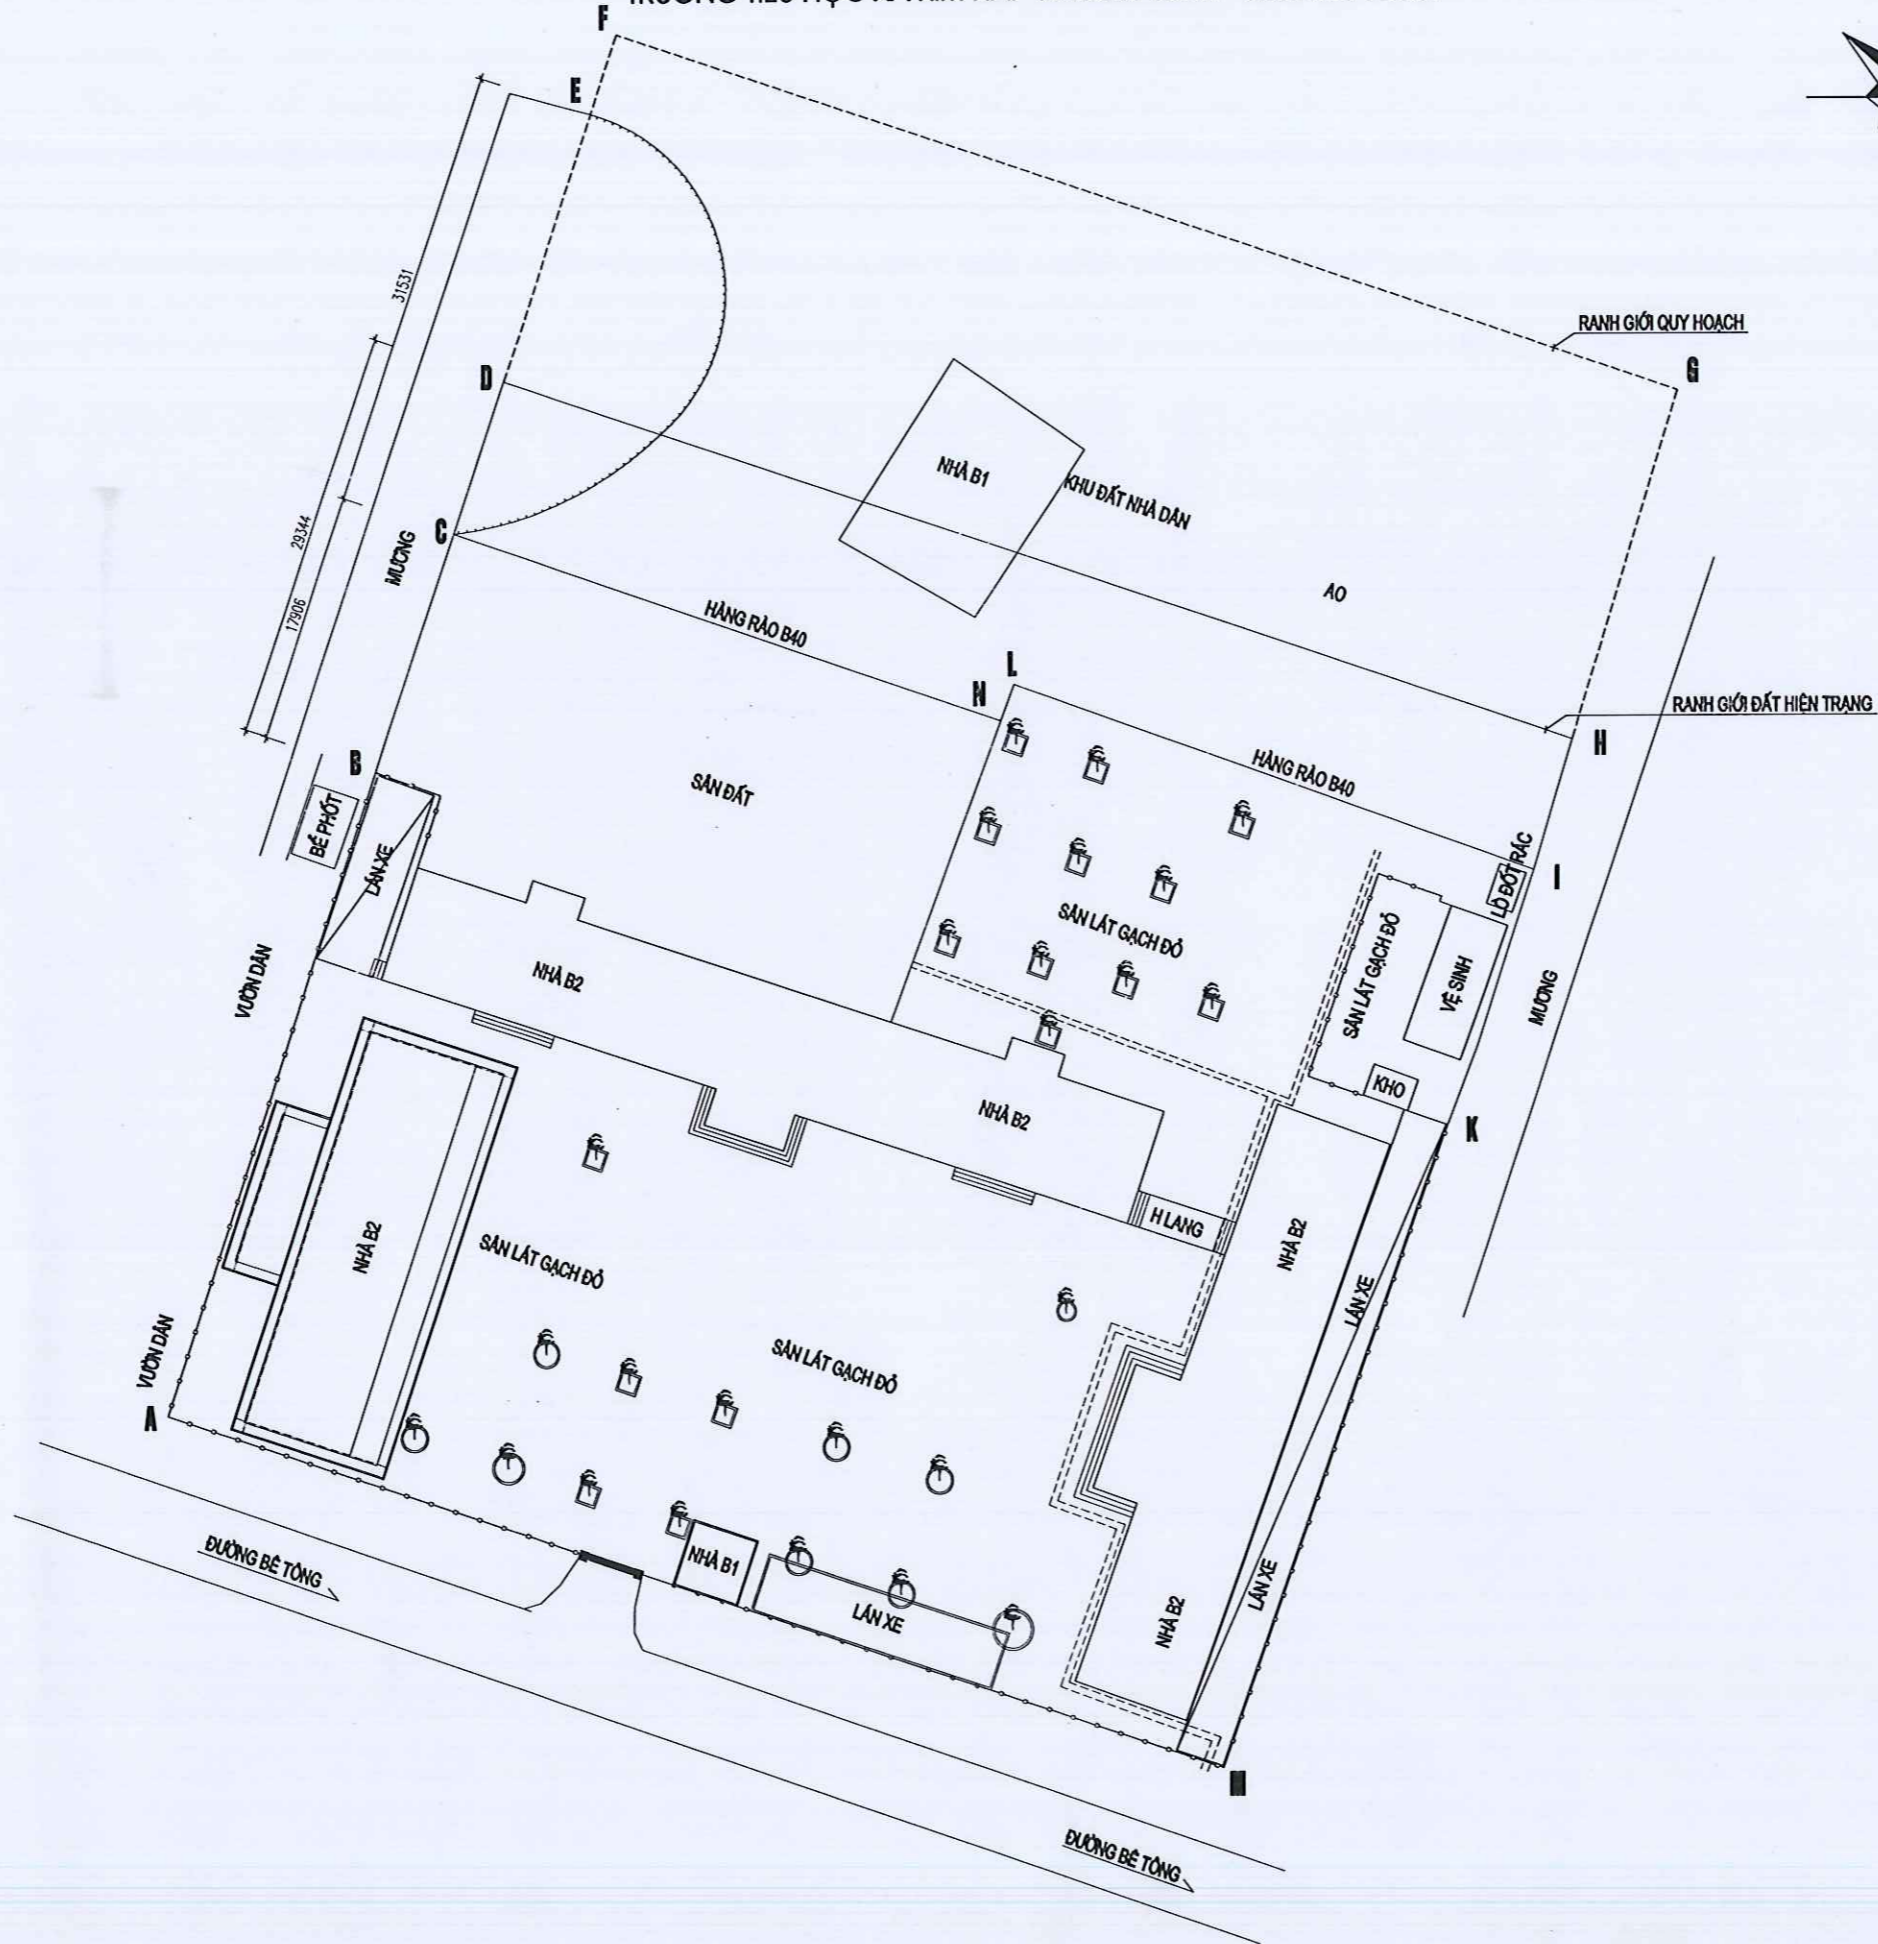 F
E
31531
RANH GIỚI QUY HOẠCH
G
D
NHÀ B1
KHU ĐẤT NHÀ DÂN
29344
MƯƠNG
C
17906
AO
HÀNG RÀO B40
L
N
RANH GIỚI ĐẤT HIỆN TRẠNG
H
B
SÂN ĐẤT
HÀNG RÀO B40
BỂ PHỐT
LÁN XE
LÒ ĐỐT RÁC
I
SÂN LÁT GẠCH ĐỎ
SÂN LÁT GẠCH ĐỎ
VỆ SINH
MƯƠNG
VƯỜN DÂN
NHÀ B2
KHO
NHÀ B2
K
H LANG
NHÀ B2
NHÀ B2
SÂN LÁT GẠCH ĐỎ
LÁN XE
VƯỜN DÂN
SÂN LÁT GẠCH ĐỎ
A
ĐƯỜNG BÊ TÔNG
NHÀ B1
LÁN XE
LÁN XE
NHÀ B2
M
ĐƯỜNG BÊ TÔNG